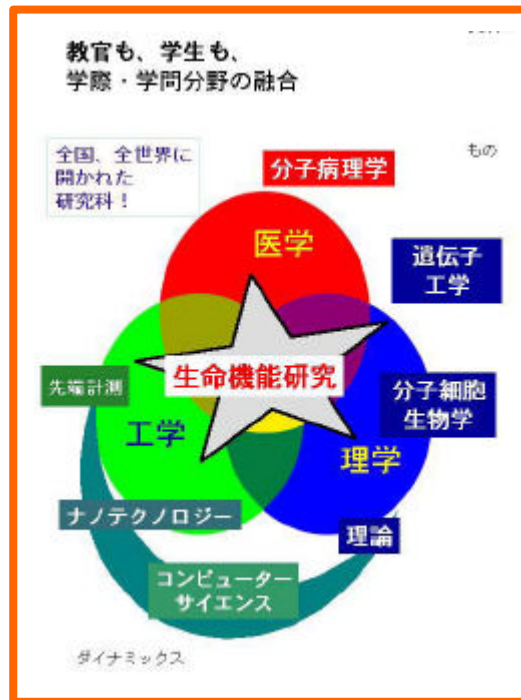 教官も、学生も、
学際・学問分野の融合
全国、全世界に
開かれた
研究科！
もの
分子病理学
医学
遺伝子
工学
生命機能研究
先端計測
分子細胞
生物学
工学
理学
ナノテクノロジー
理論
コンピューター
サイエンス
ダイナミックス